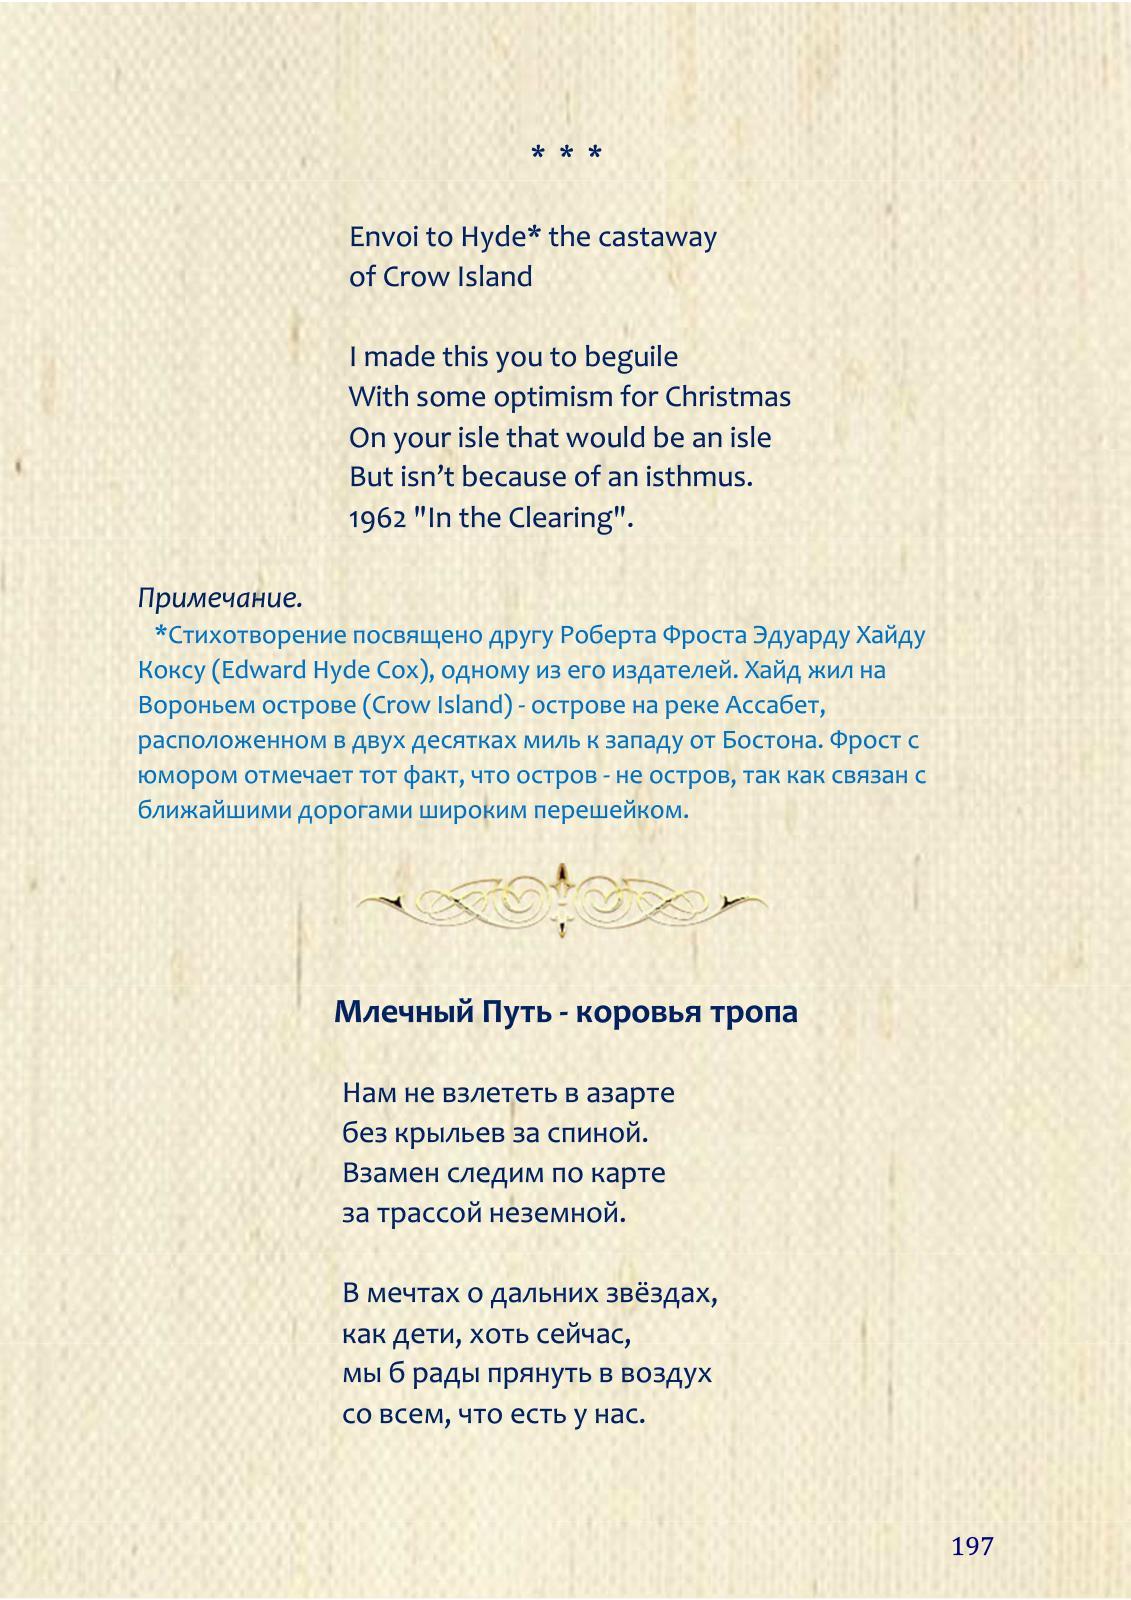 * * *
Envoi to Hyde* the castaway
of Crow Island
I made this you to beguile
With some optimism for Christmas
On your isle that would be an isle
But isn’t because of an isthmus.
1962 "In the Clearing".
Примечание.
*Стихотворение посвящено другу Роберта Фроста Эдуарду Хайду
Коксу (Edward Hyde Cox), одному из его издателей. Хайд жил на
Вороньем острове (Crow Island) - острове на реке Ассабет,
расположенном в двух десятках миль к западу от Бостона. Фрост с
юмором отмечает тот факт, что остров - не остров, так как связан с
ближайшими дорогами широким перешейком.
Млечный Путь - коровья тропа
Нам не взлететь в азарте
без крыльев за спиной.
Взамен следим по карте
за трассой неземной.
В мечтах о дальних звёздах,
как дети, хоть сейчас,
мы б рады прянуть в воздух
со всем, что есть у нас.
197